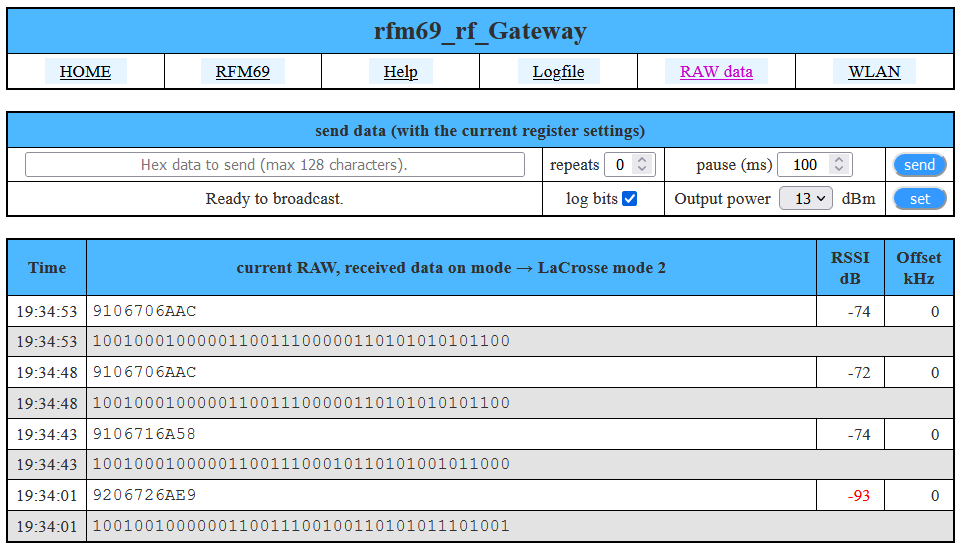 rfm69_rf_Gateway
HOME RFM69 Help Logfile RAW data WLAN
send data (with the current register settings)
Hex data to send (max 128 characters). repeats 0 pause (ms) 100 send
Ready to broadcast. log bits Output power 13 dBm set
Time current RAW, received data on mode → LaCrosse mode 2 RSSI dB Offset kHz
19:34:53 9106706AAC -74 0
19:34:53 1001000100000110011100000110101010101100
19:34:48 9106706AAC -72 0
19:34:48 1001000100000110011100000110101010101100
19:34:43 9106716A58 -74 0
19:34:43 1001000100000110011100010110101001011000
19:34:01 9206726AE9 -93 0
19:34:01 1001001000000110011100100110101011101001